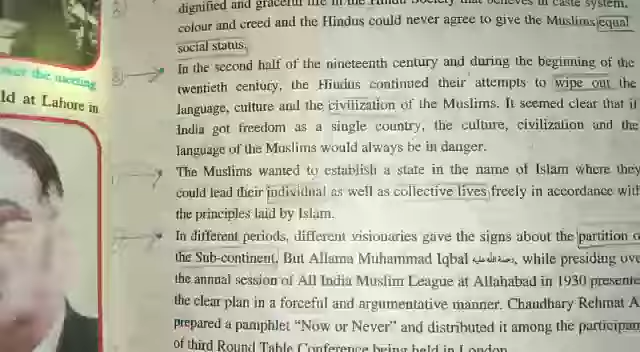 over the meeting
ld at Lahore in
dignified and graceful life in the Hindu Society that believes in caste system,
colour and creed and the Hindus could never agree to give the Muslims equal
social status.
In the second half of the nineteenth century and during the beginning of the
twentieth century, the Hindus continued their attempts to wipe out the
language, culture and the civilization of the Muslims. It seemed clear that if
India got freedom as a single country, the culture, civilization and the
language of the Muslims would always be in danger.
The Muslims wanted to establish a state in the name of Islam where they
could lead their individual as well as collective lives freely in accordance with
the principles laid by Islam.
In different periods, different visionaries gave the signs about the partition o
the Sub-continent. But Allama Muhammad Iqbal رحمۃ اللہ علیہ, while presiding ove
the annual session of All India Muslim League at Allahabad in 1930 presente
the clear plan in a forceful and argumentative manner. Chaudhary Rehmat A
prepared a pamphlet “Now or Never” and distributed it among the participan
of third Round Table Conference being held in London.